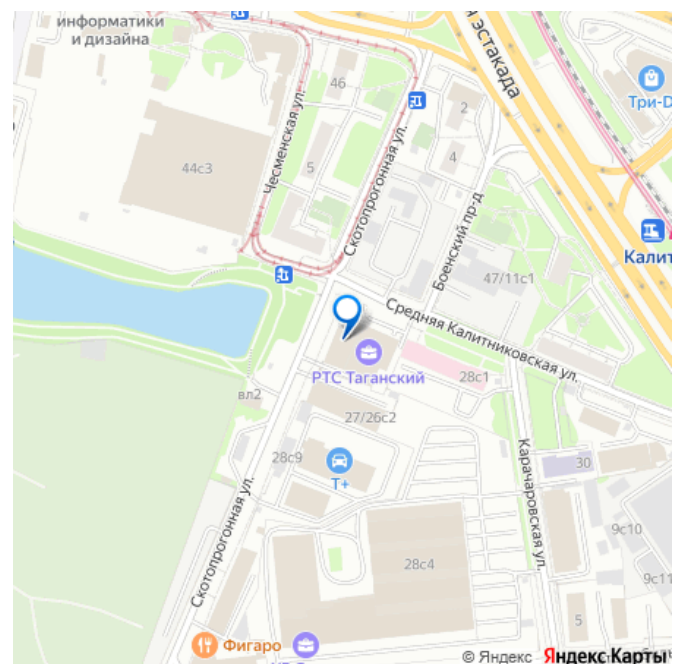 информатики
и дизайна
эстакада
46
Три-D
2
Чесменская ул.
Скотопрогонная ул.
44с3
5
4
Боенский пр-д
Калит
47/11с1
Средняя Калитниковская ул.
РТС Таганский
28с1
вл2
27/26с2
28с9
Т+
30
Карачаровская ул.
Скотопрогонная ул.
9с10
28с4
9с11
5
Фигаро
© Яндекс Яндекс Карты